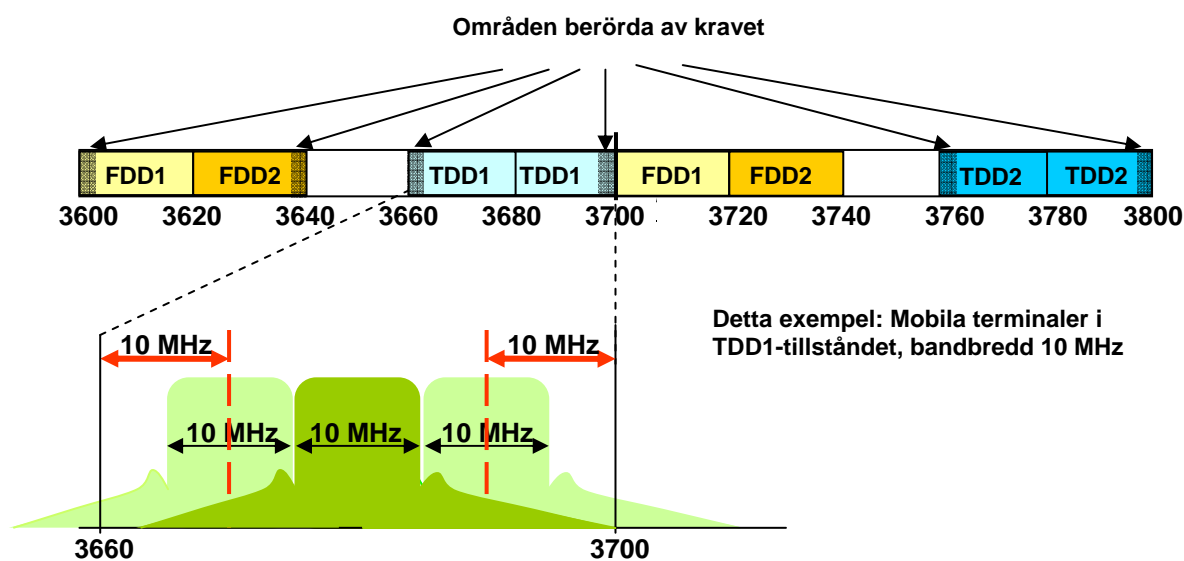 Områden berörda av kravet
FDD1 FDD2 TDD1 TDD1 FDD1 FDD2 TDD2 TDD2
3600 3620 3640 3660 3680 3700 3720 3740 3760 3780 3800
Detta exempel: Mobila terminaler i
TDD1-tillståndet, bandbredd 10 MHz
10 MHz 10 MHz
10 MHz 10 MHz 10 MHz
3660 3700